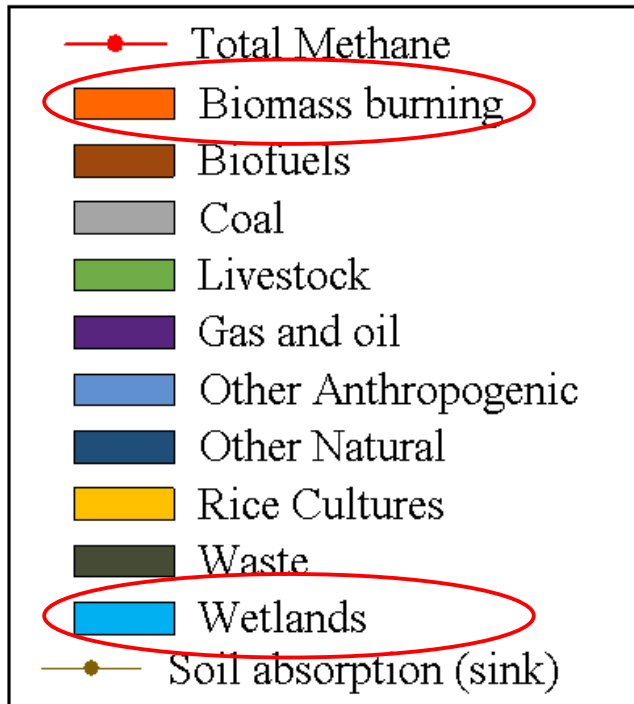 Total Methane
Biomass burning
Biofuels
Coal
Livestock
Gas and oil
Other Anthropogenic
Other Natural
Rice Cultures
Waste
Wetlands
Soil absorption (sink)